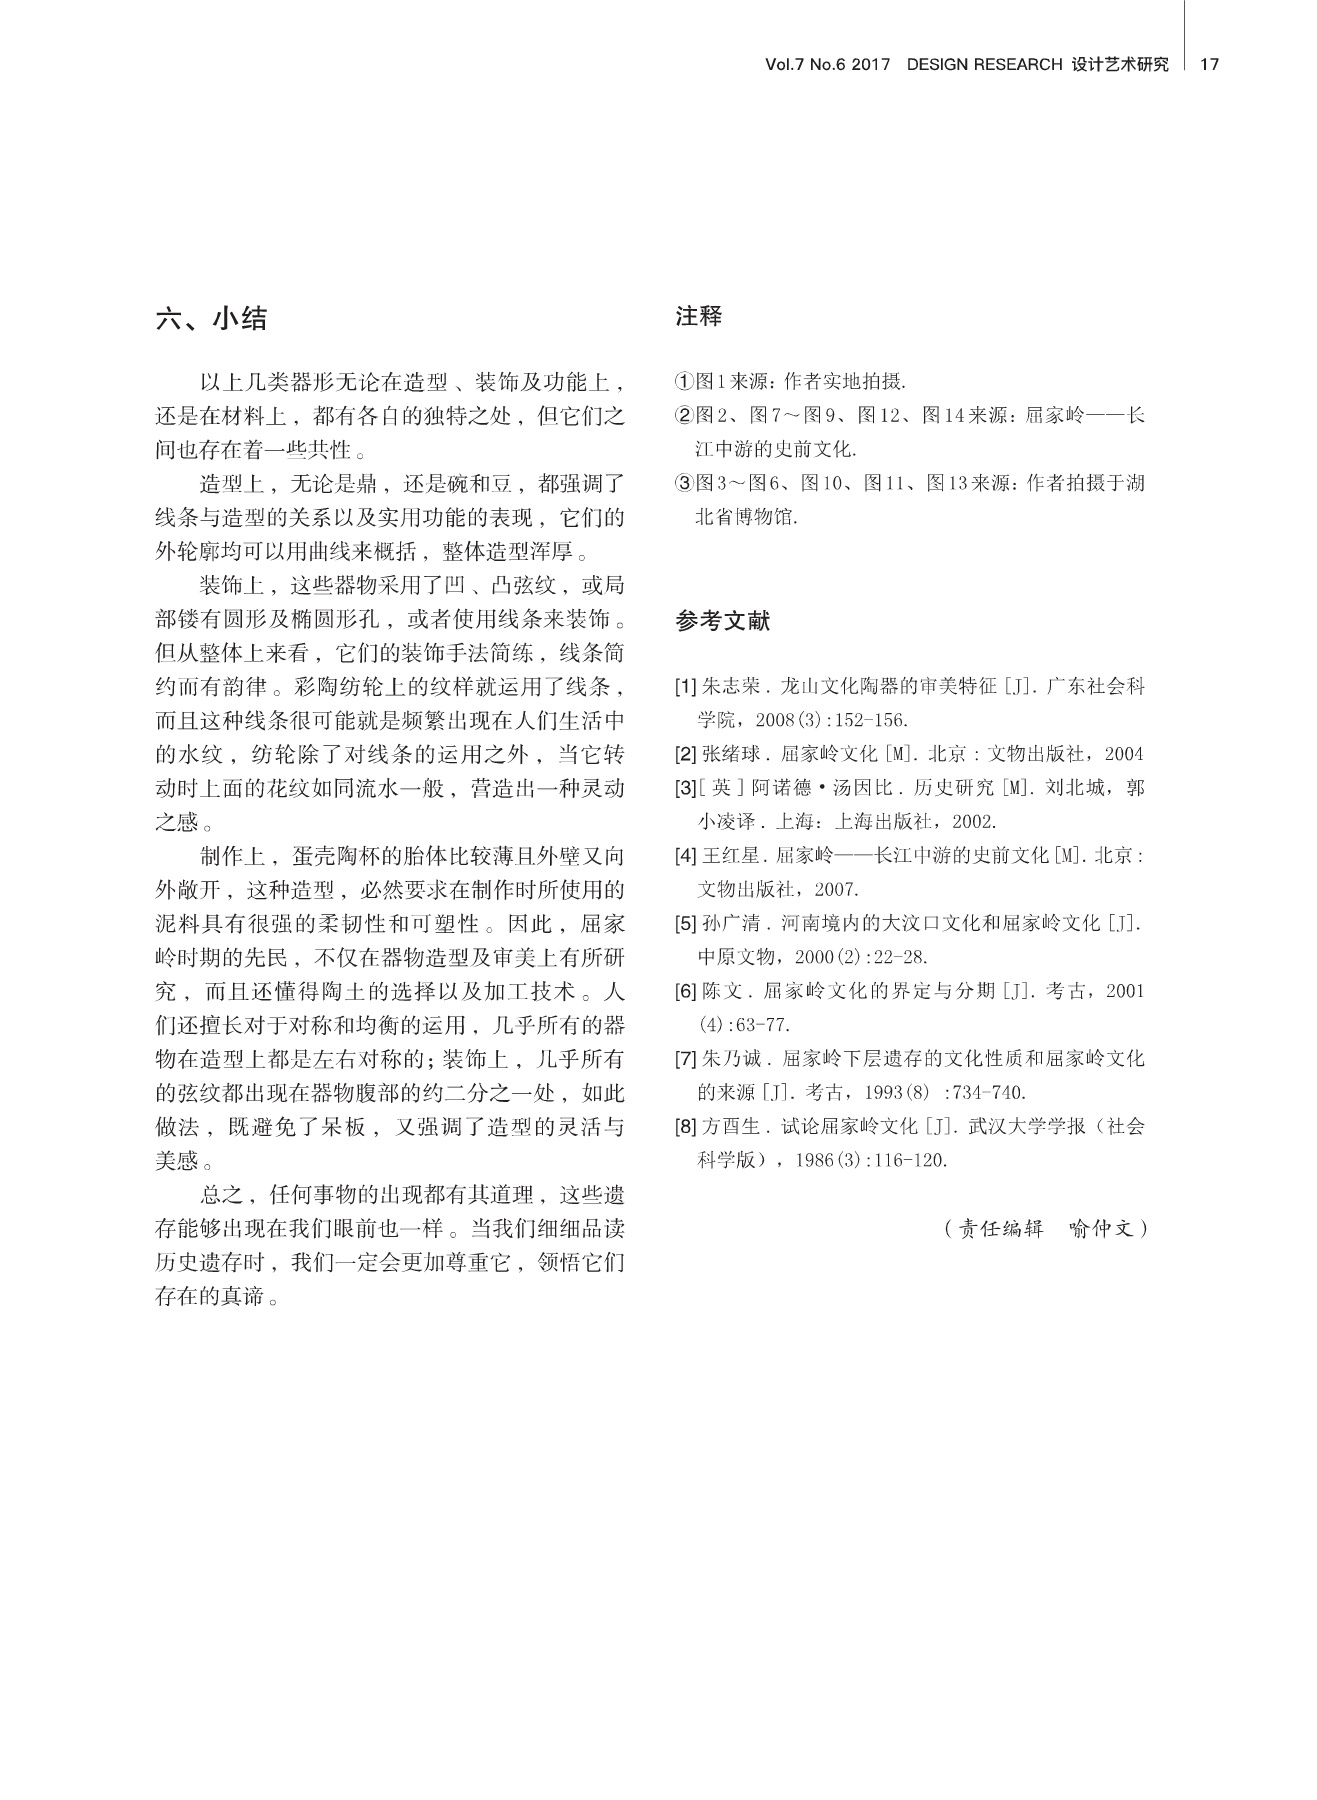 Vol.7 No.6 2017 DESIGN RESEARCH 设计艺术研究 17
六、小结
以上几类器形无论在造型、装饰及功能上，
还是在材料上，都有各自的独特之处，但它们之
间也存在着一些共性。
造型上，无论是鼎，还是碗和豆，都强调了
线条与造型的关系以及实用功能的表现，它们的
外轮廓均可以用曲线来概括，整体造型浑厚。
装饰上，这些器物采用了凹、凸弦纹，或局
部镂有圆形及椭圆形孔，或者使用线条来装饰。
但从整体上来看，它们的装饰手法简练，线条简
约而有韵律。彩陶纺轮上的纹样就运用了线条，
而且这种线条很可能就是频繁出现在人们生活中
的水纹，纺轮除了对线条的运用之外，当它转
动时上面的花纹如同流水一般，营造出一种灵动
之感。
制作上，蛋壳陶杯的胎体比较薄且外壁又向
外敞开，这种造型，必然要求在制作时所使用的
泥料具有很强的柔韧性和可塑性。因此，屈家
岭时期的先民，不仅在器物造型及审美上有所研
究，而且还懂得陶土的选择以及加工技术。人
们还擅长对于对称和均衡的运用，几乎所有的器
物在造型上都是左右对称的；装饰上，几乎所有
的弦纹都出现在器物腹部的约二分之一处，如此
做法，既避免了呆板，又强调了造型的灵活与
美感。
总之，任何事物的出现都有其道理，这些遗
存能够出现在我们眼前也一样。当我们细细品读
历史遗存时，我们一定会更加尊重它，领悟它们
存在的真谛。
注释
①图1来源：作者实地拍摄.
②图2、图7～图9、图12、图14来源：屈家岭——长
江中游的史前文化.
③图3～图6、图10、图11、图13来源：作者拍摄于湖
北省博物馆.
参考文献
[1] 朱志荣. 龙山文化陶器的审美特征[J]. 广东社会科
学院，2008(3):152-156.
[2] 张绪球. 屈家岭文化[M]. 北京：文物出版社，2004
[3][英]阿诺德·汤因比. 历史研究[M]. 刘北城，郭
小凌译. 上海：上海出版社，2002.
[4] 王红星. 屈家岭——长江中游的史前文化[M]. 北京：
文物出版社，2007.
[5] 孙广清. 河南境内的大汶口文化和屈家岭文化[J].
中原文物，2000(2):22-28.
[6] 陈文. 屈家岭文化的界定与分期[J]. 考古，2001
(4):63-77.
[7] 朱乃诚. 屈家岭下层遗存的文化性质和屈家岭文化
的来源[J]. 考古，1993(8) :734-740.
[8] 方酉生. 试论屈家岭文化[J]. 武汉大学学报（社会
科学版），1986(3):116-120.
（责任编辑 喻仲文）